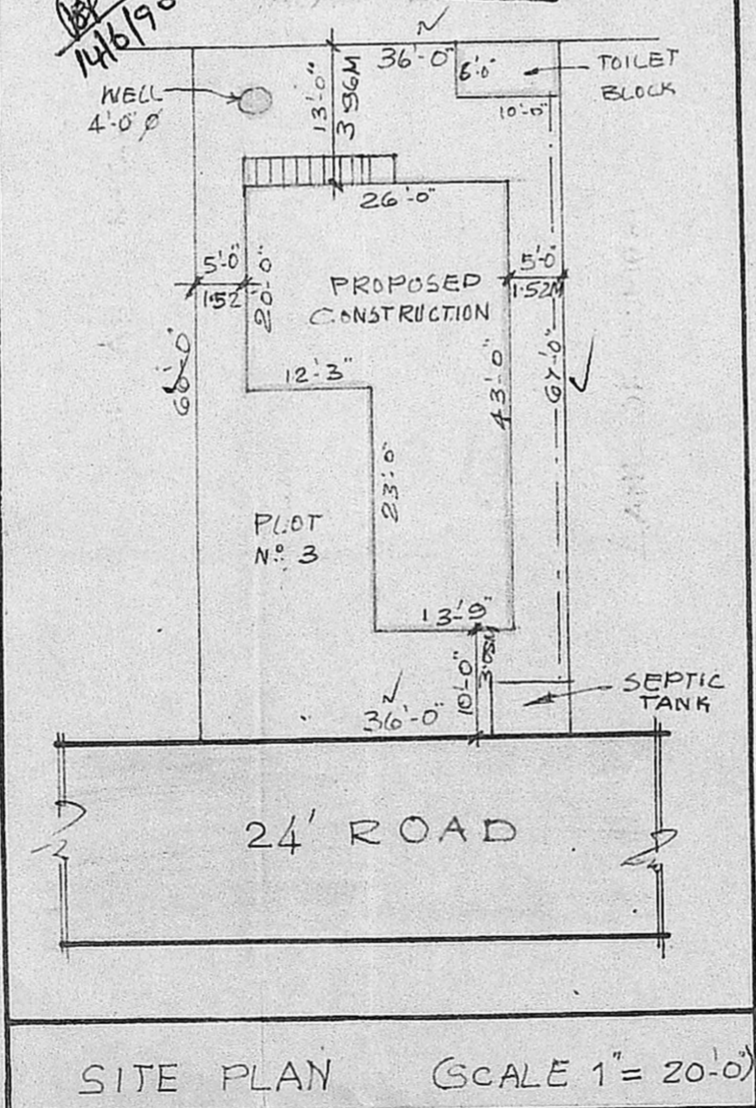 14/6/90
36'-0"
WELL
4'-0"Ø
13'-0"
3.96M
6'-0"
10'-0"
TOILET
BLOCK
26'-0"
5'-0"
1.52
20'-0"
PROPOSED
CONSTRUCTION
5'-0"
1.52M
66'-0"
12'-3"
43'-0"
67'-0"
23'-0"
PLOT
Nº 3
13'-9"
10'-0"
3.05M
36'-0"
SEPTIC
TANK
24' ROAD
SITE PLAN (SCALE 1"= 20'-0")